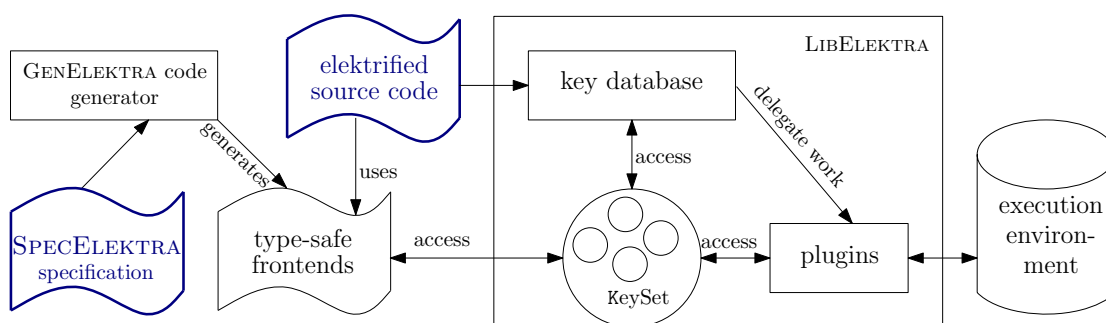 LIBELEKTRA
GENELEKTRA code
generator
elektrified
source code
key database
generates
uses
access
delegate work
SPECELEKTRA
specification
type-safe
frontends
access
access
KeySet
plugins
execution
environ-
ment